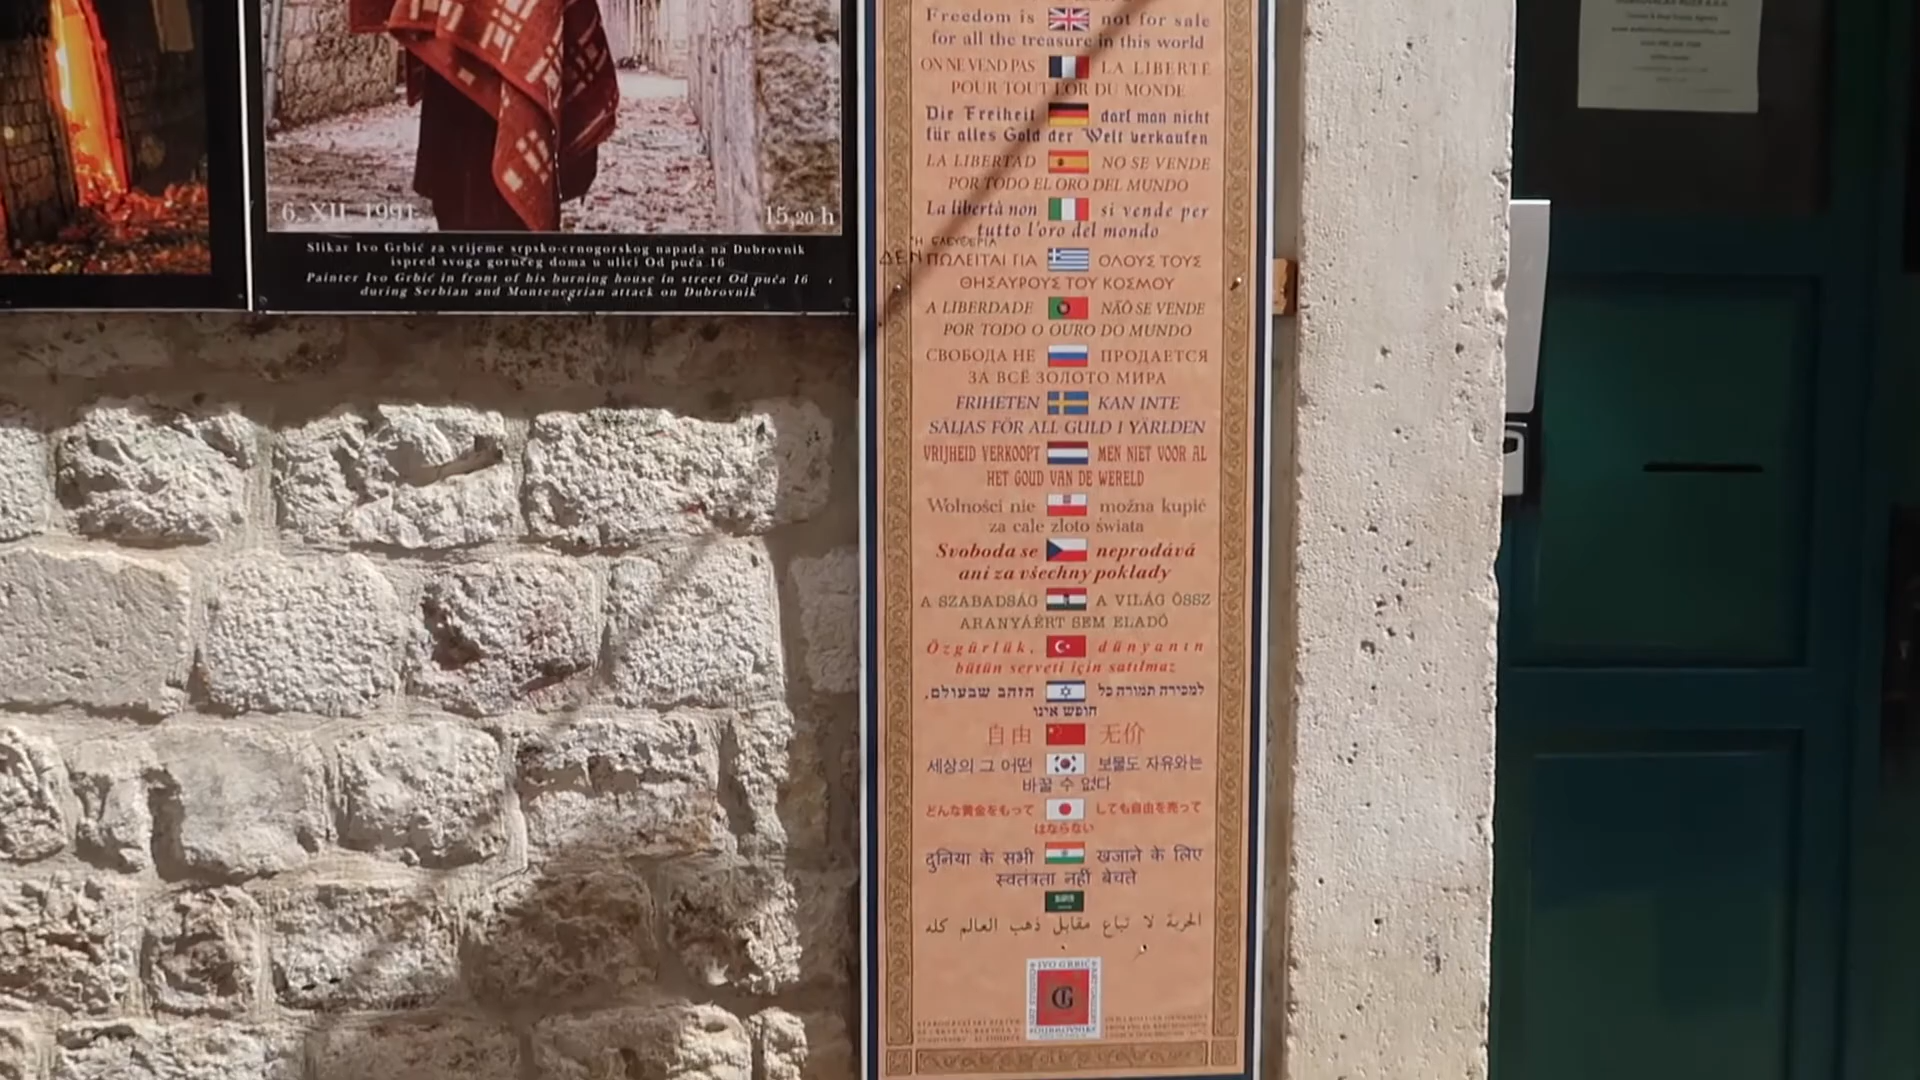 6. XII. 1991.
15,20 h
Slikar Ivo Grbić za vrijeme srpsko-crnogorskog napada na Dubrovnik
ispred svoga gorućeg doma u ulici Od puča 16
Painter Ivo Grbić in front of his burning house in street Od puča 16
during Serbian and Montenegrian attack on Dubrovnik
Freedom is not for sale
for all the treasure in this world
ON NE VEND PAS LA LIBERTE
POUR TOUT L'OR DU MONDE
Die Freiheit darf man nicht
für alles Gold der Welt verkaufen
LA LIBERTAD NO SE VENDE
POR TODO EL ORO DEL MUNDO
La libertà non si vende per
tutto l'oro del mondo
Η ΕΛΕΥΘΕΡΙΑ
ΔΕΝ ΠΩΛΕΙΤΑΙ ΓΙΑ ΟΛΟΥΣ ΤΟΥΣ
ΘΗΣΑΥΡΟΥΣ ΤΟΥ ΚΟΣΜΟΥ
A LIBERDADE NÃO SE VENDE
POR TODO O OURO DO MUNDO
СВОБОДА НЕ ПРОДАЕТСЯ
ЗА ВСЁ ЗОЛОТО МИРА
FRIHETEN KAN INTE
SÄLJAS FÖR ALL GULD I YÄRLDEN
VRIJHEID VERKOOPT MEN NIET VOOR AL
HET GOUD VAN DE WERELD
Wolności nie można kupić
za cale zloto świata
Svoboda se neprodává
ani za všechny poklady
A SZABADSÁG A VILÁG ÖSSZ
ARANYÁÉRT SEM ELADÓ
Özgürlük, dünyanın
bütün serveti için satılmaz
למכירה תמורת כל הזהב שבעולם.
חופש אינו
自由 无价
세상의 그 어떤 보물도 자유와는
바꿀 수 없다
どんな黄金をもって しても自由を売って
はならない
दुनिया के सभी खजाने के लिए
स्वतंत्रता नहीं बेचते
الحرية لا تباع مقابل ذهب العالم كله
IVO GRBIĆ
DUBROVNIK